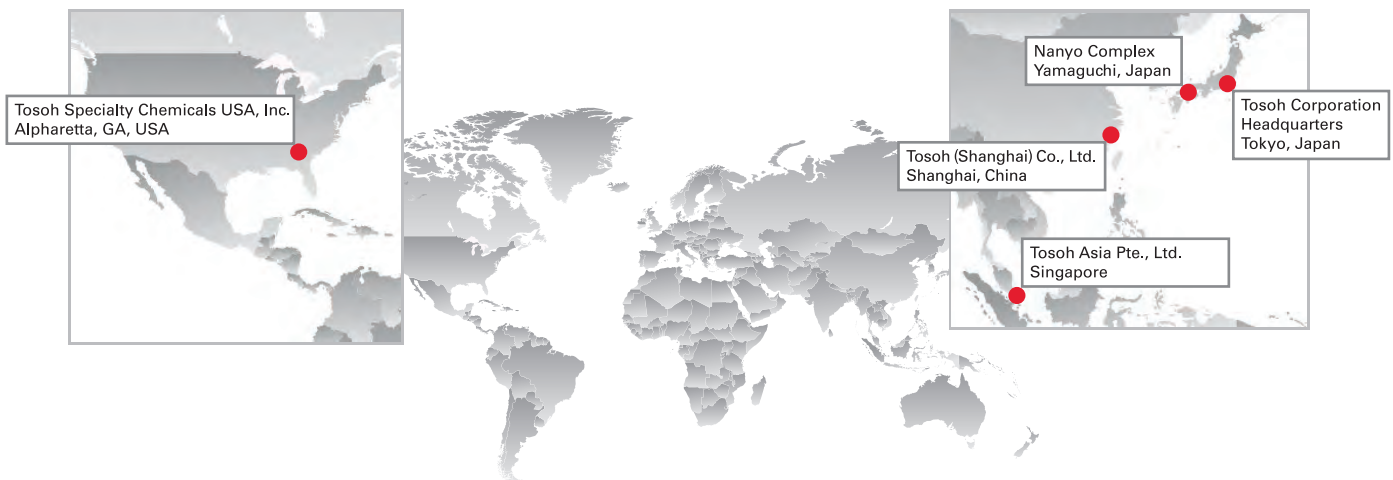 Tosoh Specialty Chemicals USA, Inc.
Alpharetta, GA, USA
Nanyo Complex
Yamaguchi, Japan
Tosoh Corporation
Headquarters
Tokyo, Japan
Tosoh (Shanghai) Co., Ltd.
Shanghai, China
Tosoh Asia Pte., Ltd.
Singapore